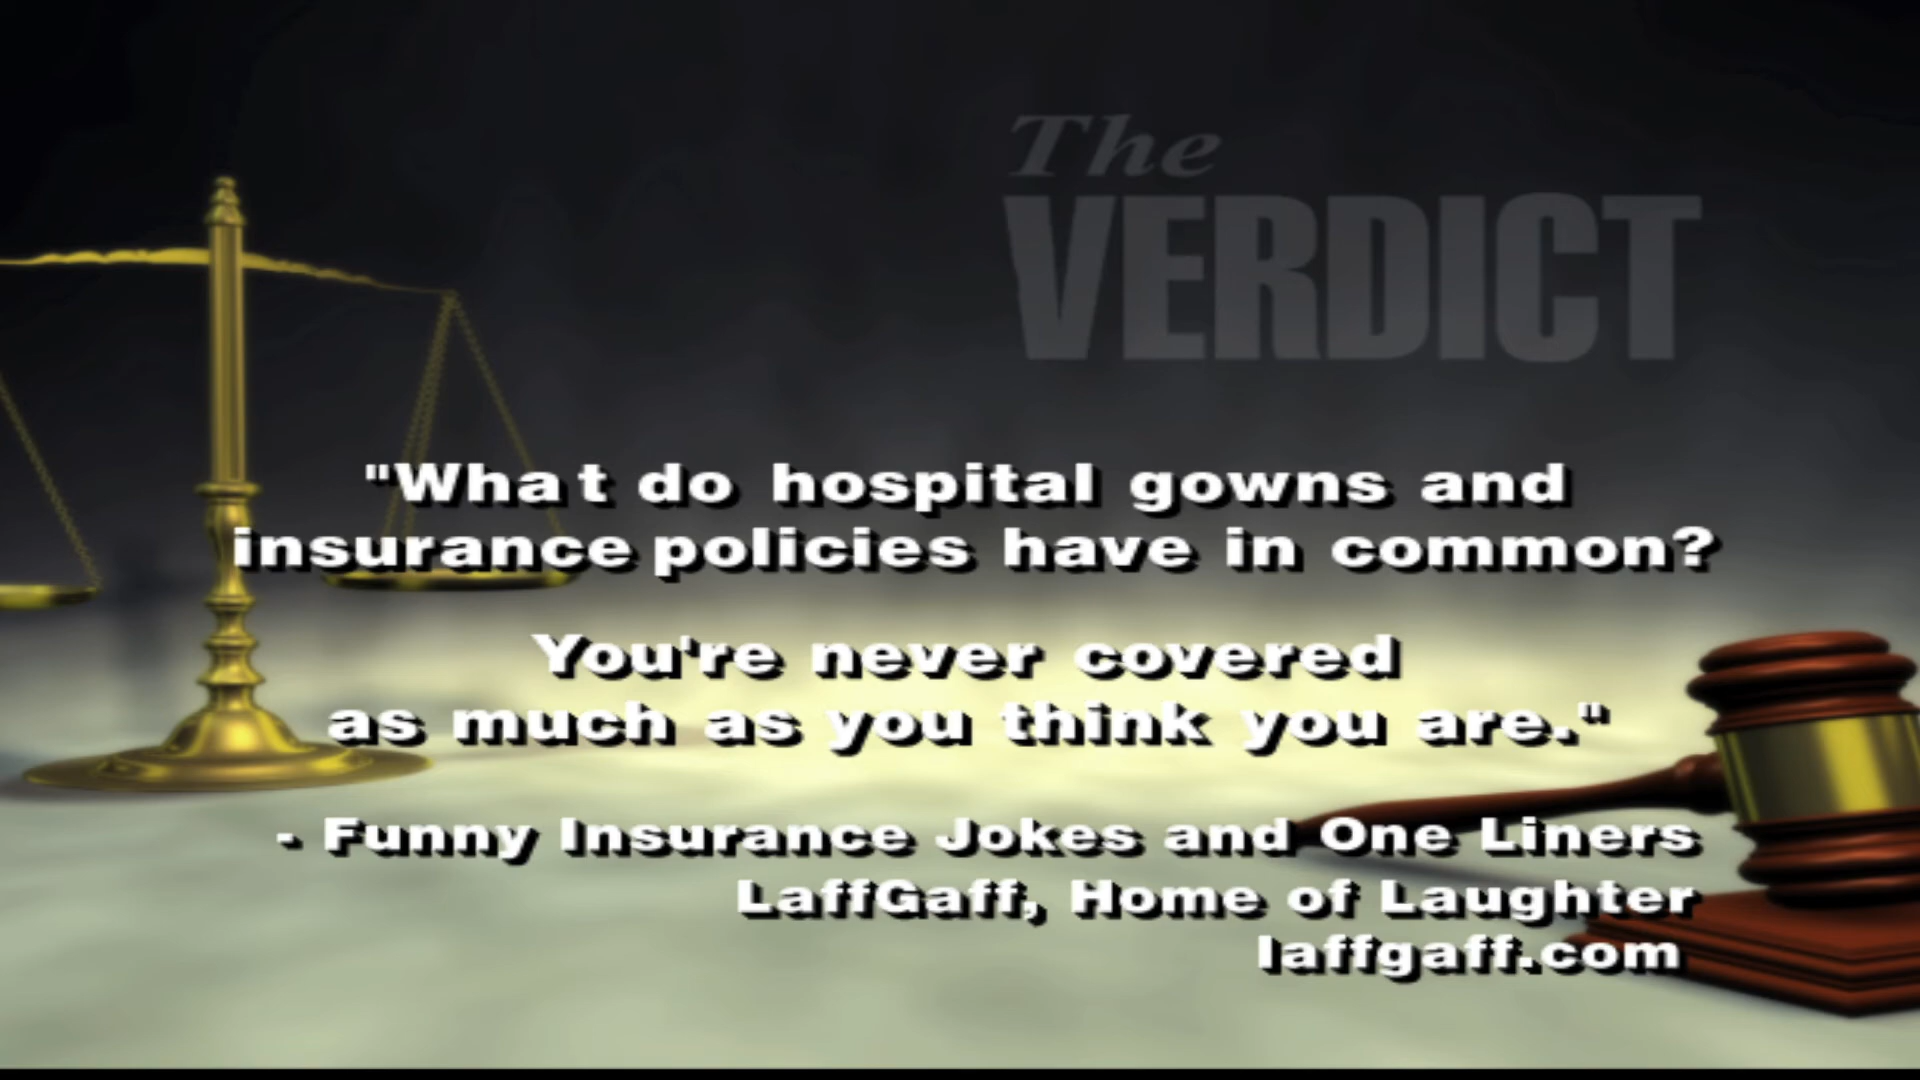 The
VERDICT
"What do hospital gowns and
insurance policies have in common?
You're never covered
as much as you think you are."
- Funny Insurance Jokes and One Liners
LaffGaff, Home of Laughter
laffgaff.com